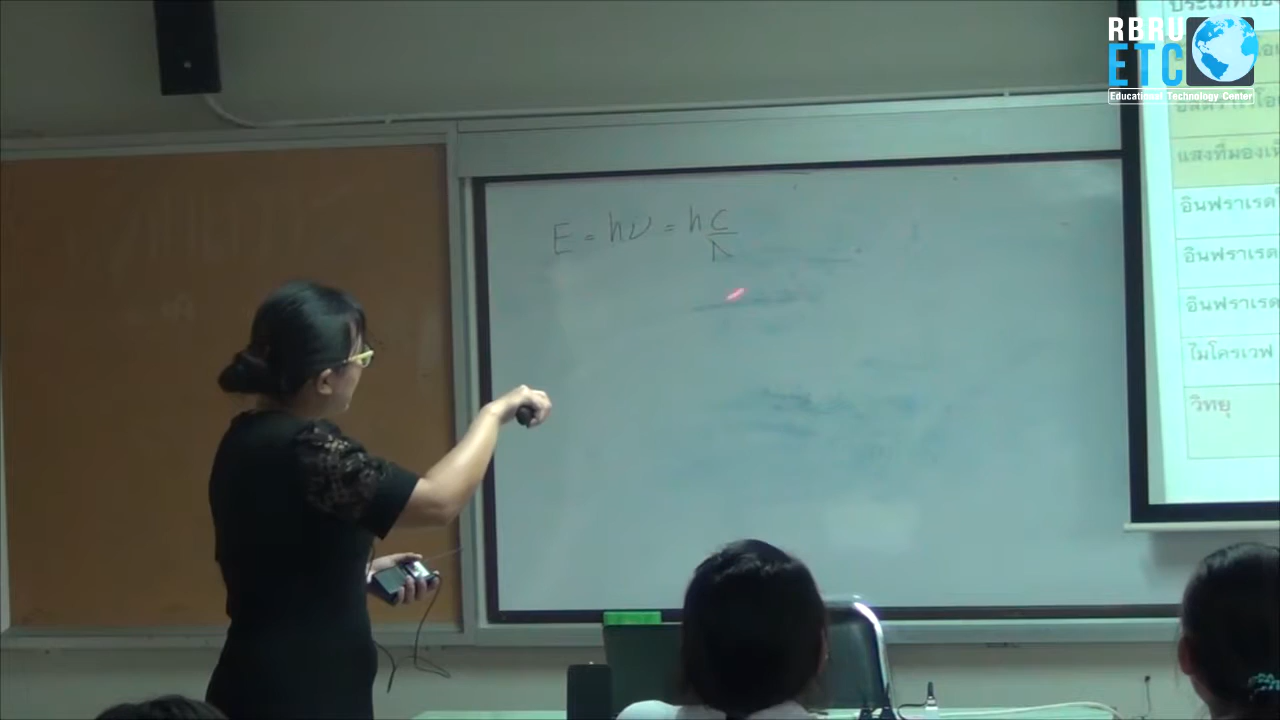 RBRU
ETC
Educational Technology Center
E = hν = h c/λ
แสงที่มองเห็
อินฟราเรด
อินฟราเรด
อินฟราเรด
ไมโครเวฟ
วิทยุ